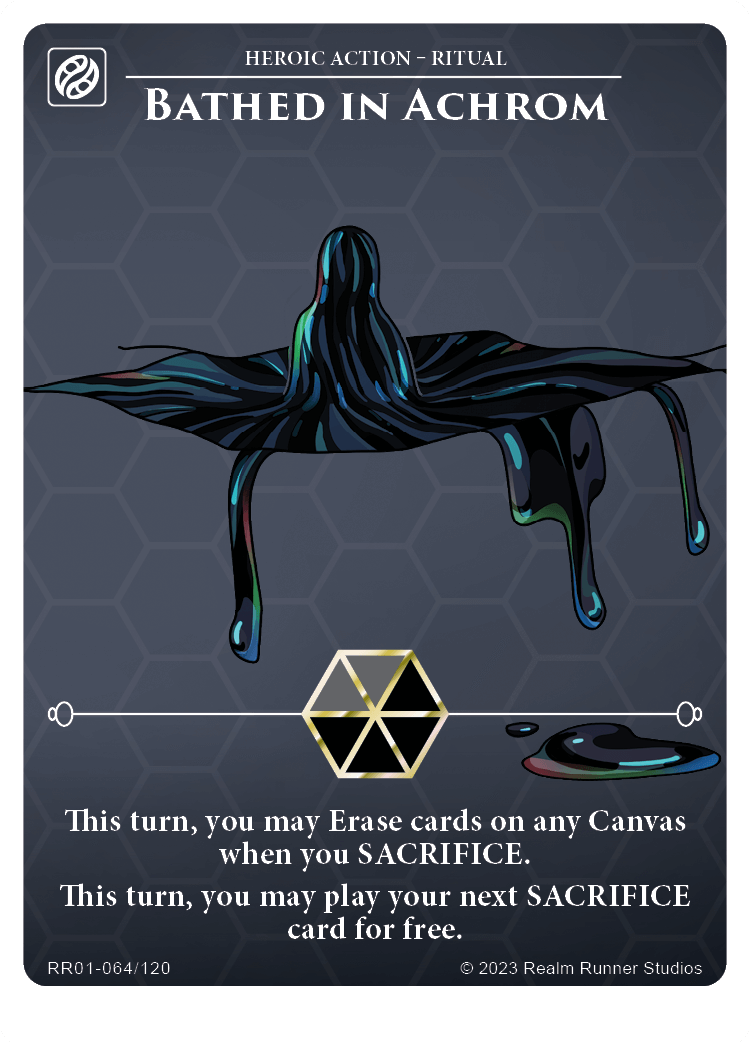 HEROIC ACTION – RITUAL
BATHED IN ACHROM
This turn, you may Erase cards on any Canvas
when you SACRIFICE.
This turn, you may play your next SACRIFICE
card for free.
RR01-064/120
© 2023 Realm Runner Studios